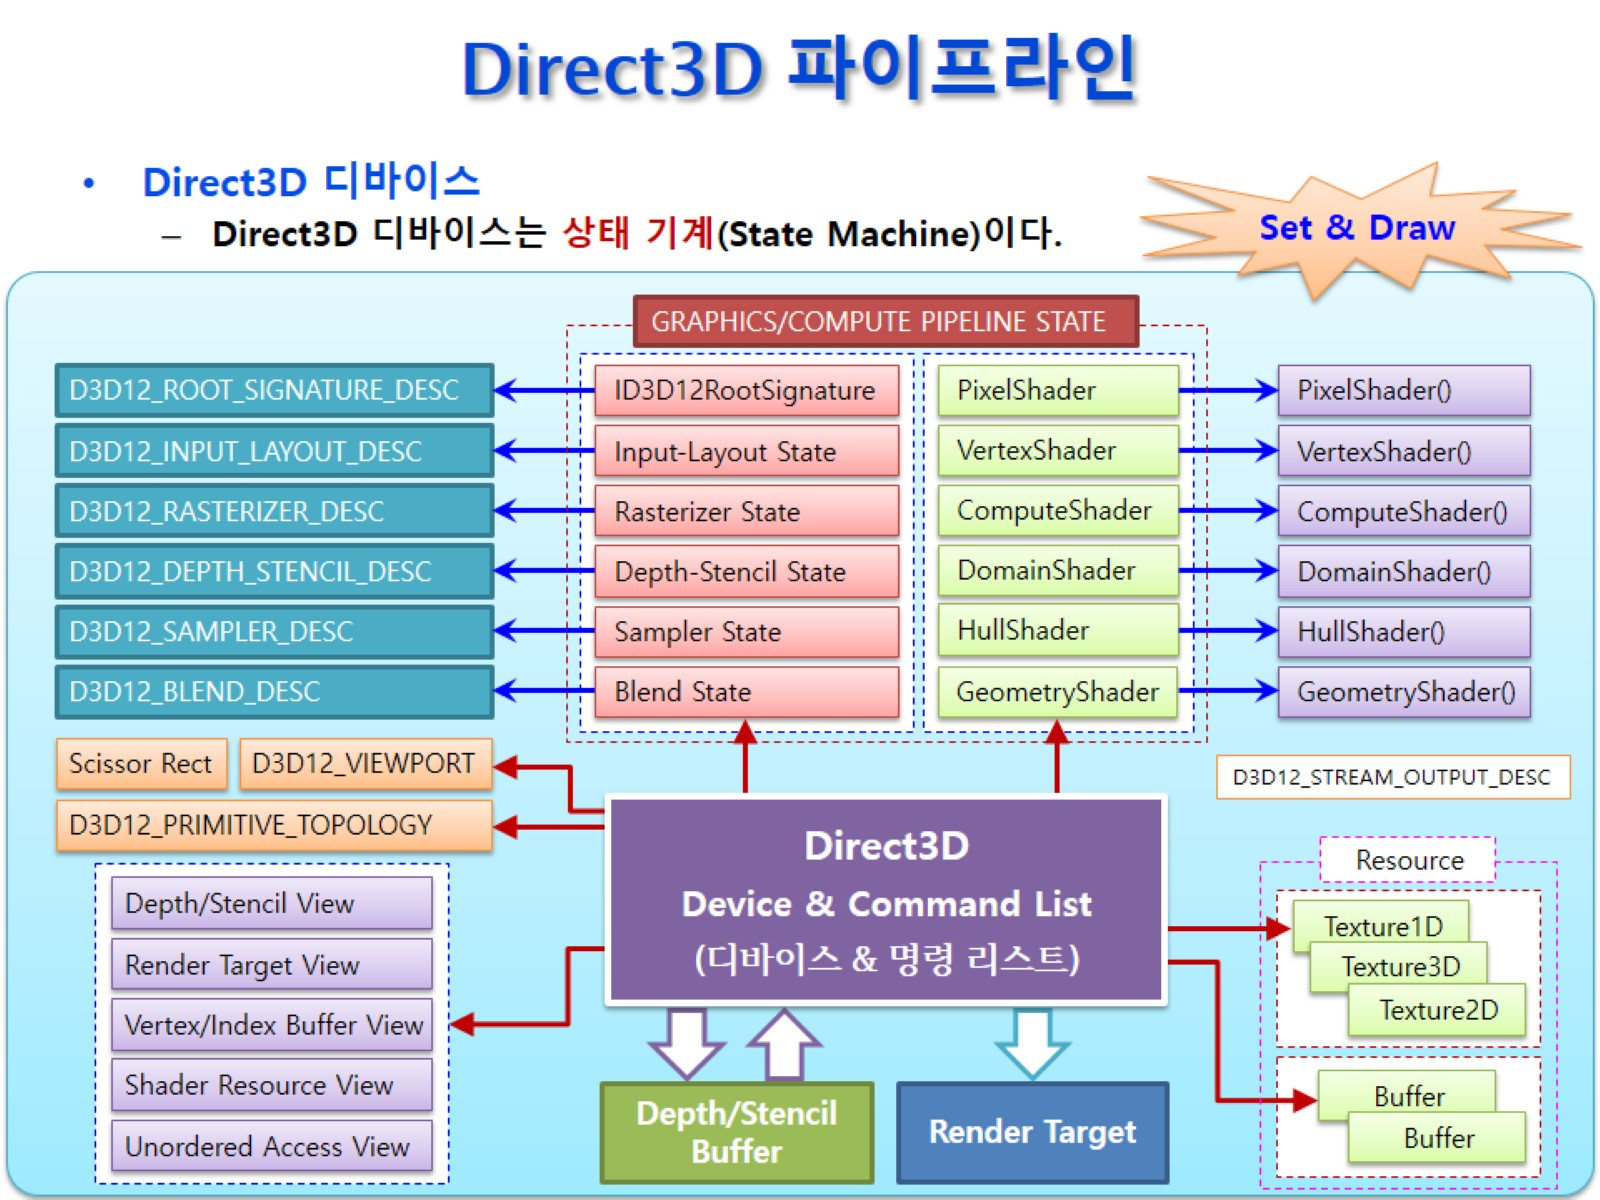 Direct3D 파이프라인
• Direct3D 디바이스
– Direct3D 디바이스는 상태 기계(State Machine)이다.
Set & Draw
GRAPHICS/COMPUTE PIPELINE STATE
D3D12_ROOT_SIGNATURE_DESC
ID3D12RootSignature
PixelShader
PixelShader()
D3D12_INPUT_LAYOUT_DESC
Input-Layout State
VertexShader
VertexShader()
D3D12_RASTERIZER_DESC
Rasterizer State
ComputeShader
ComputeShader()
D3D12_DEPTH_STENCIL_DESC
Depth-Stencil State
DomainShader
DomainShader()
D3D12_SAMPLER_DESC
Sampler State
HullShader
HullShader()
D3D12_BLEND_DESC
Blend State
GeometryShader
GeometryShader()
Scissor Rect
D3D12_VIEWPORT
D3D12_STREAM_OUTPUT_DESC
D3D12_PRIMITIVE_TOPOLOGY
Direct3D
Device & Command List
(디바이스 & 명령 리스트)
Depth/Stencil View
Render Target View
Vertex/Index Buffer View
Shader Resource View
Unordered Access View
Resource
Texture1D
Texture3D
Texture2D
Buffer
Buffer
Depth/Stencil
Buffer
Render Target